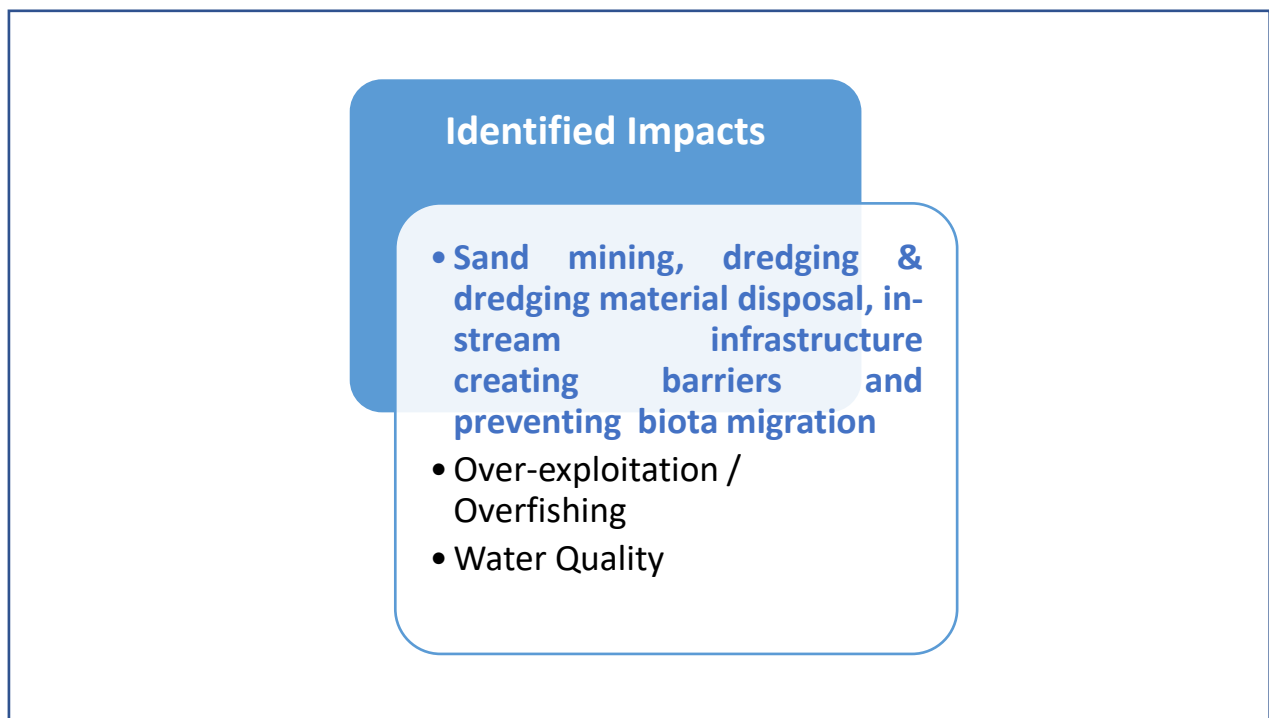 Identified Impacts
• Sand mining, dredging &
dredging material disposal, in-
stream infrastructure
creating barriers and
preventing biota migration
• Over-exploitation /
Overfishing
• Water Quality